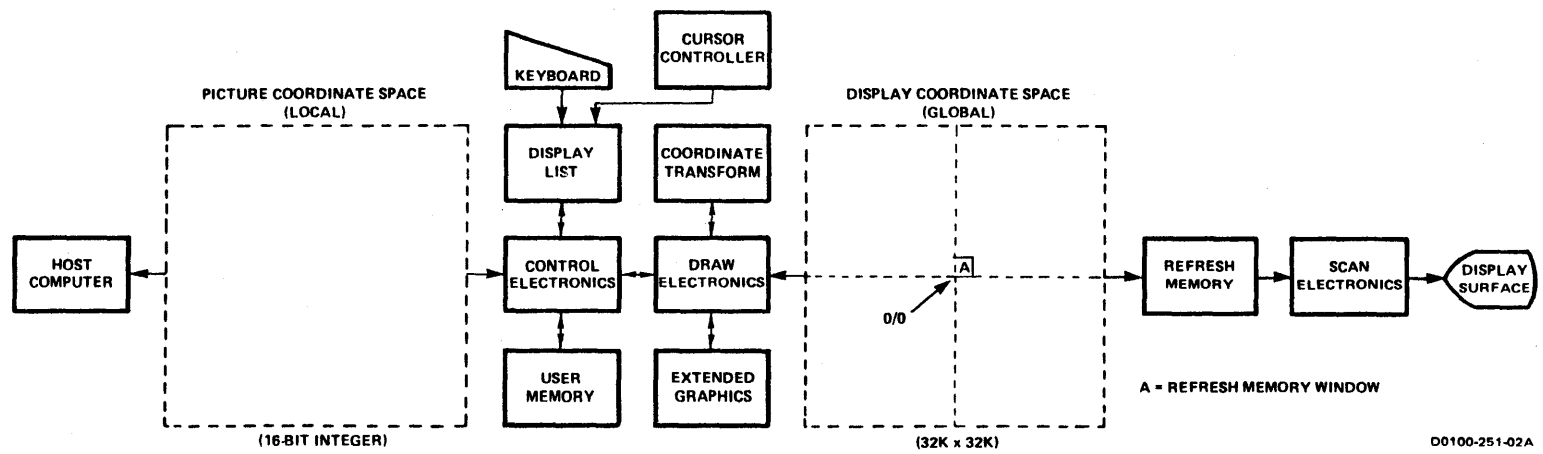 CURSOR
CONTROLLER
KEYBOARD
PICTURE COORDINATE SPACE
(LOCAL)
DISPLAY COORDINATE SPACE
(GLOBAL)
DISPLAY
LIST
COORDINATE
TRANSFORM
HOST
COMPUTER
CONTROL
ELECTRONICS
DRAW
ELECTRONICS
A
0/0
REFRESH
MEMORY
SCAN
ELECTRONICS
DISPLAY
SURFACE
USER
MEMORY
EXTENDED
GRAPHICS
A = REFRESH MEMORY WINDOW
(16-BIT INTEGER)
(32K x 32K)
D0100-251-02A